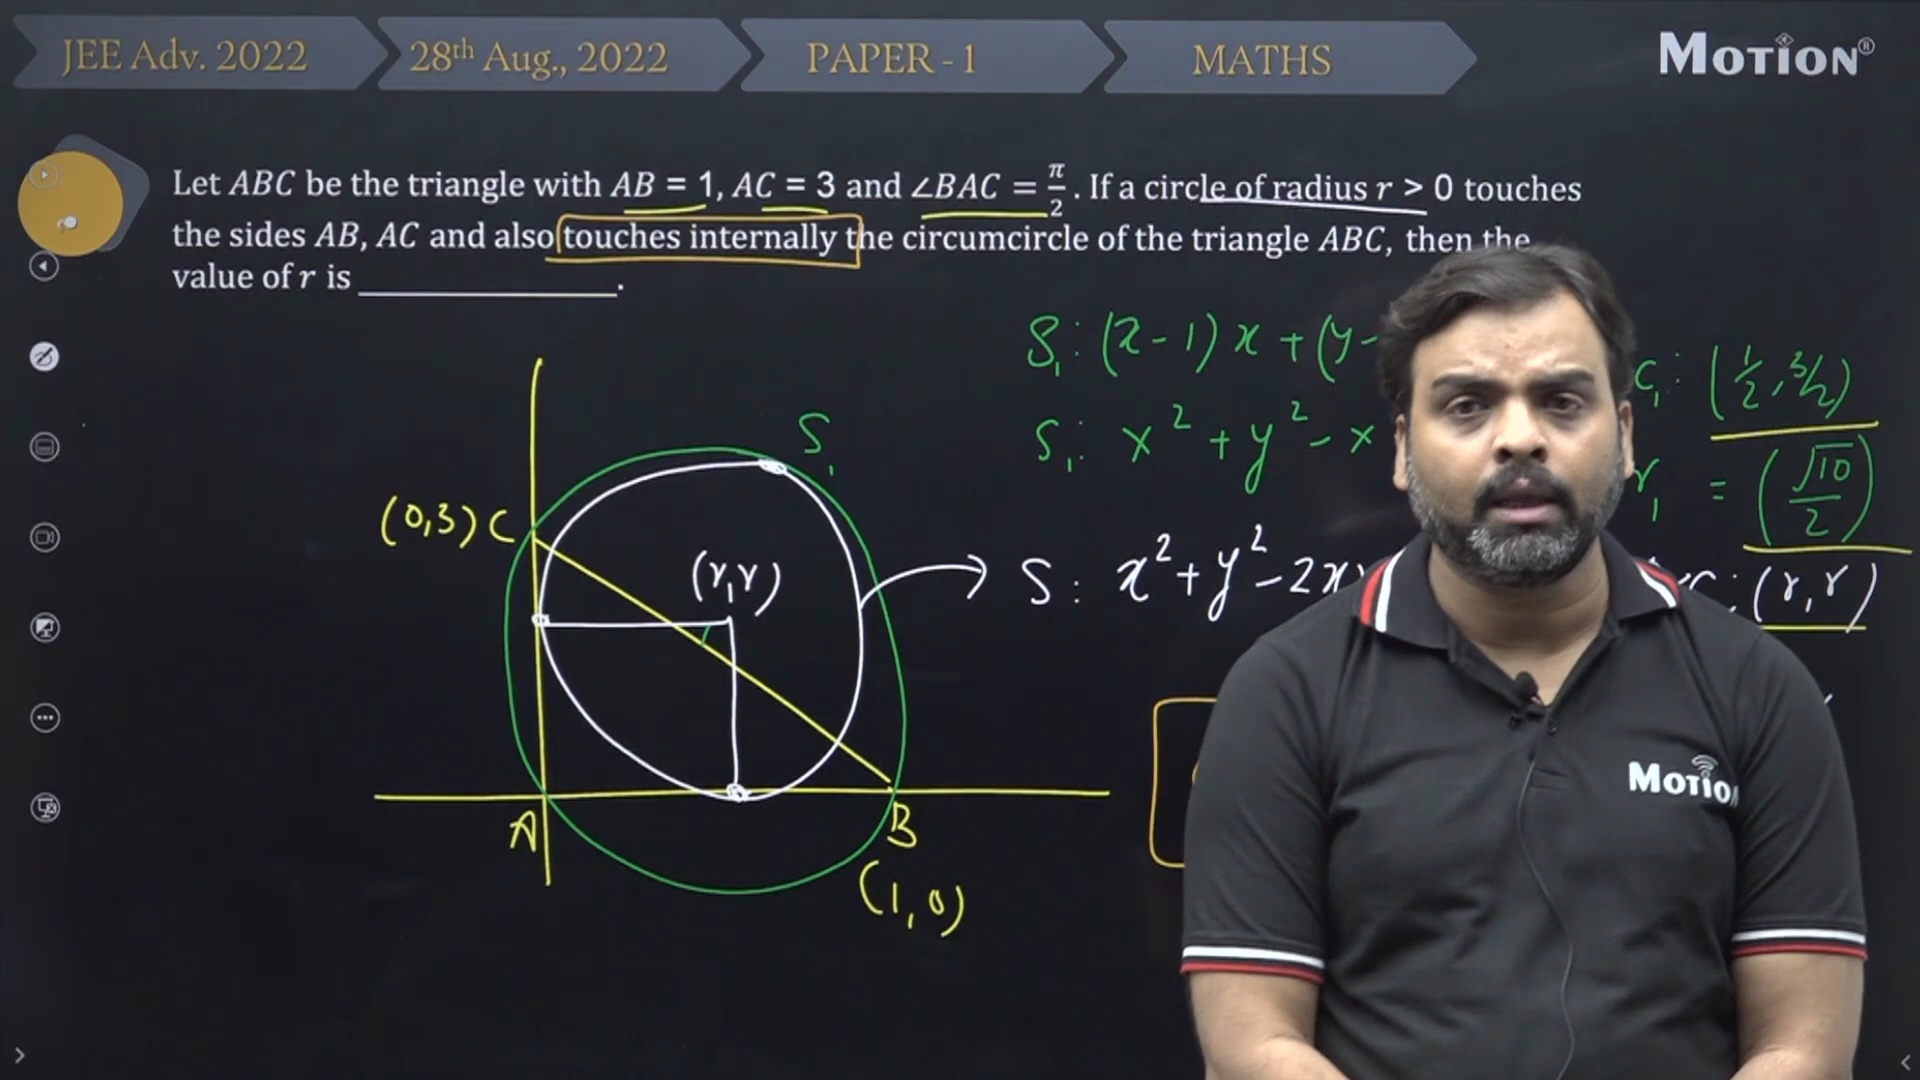 JEE Adv. 2022 28th Aug., 2022 PAPER - 1 MATHS MOTION®
Let ABC be the triangle with AB = 1, AC = 3 and ∠BAC = π/2. If a circle of radius r > 0 touches
the sides AB, AC and also touches internally the circumcircle of the triangle ABC, then the
value of r is ____________.
S₁: (x-1)x + (y-
C₁: (1/2, 3/2)
S₁: x² + y² - x
r₁ = (√10/2)
S₁
(0,3) C
(r,r)
S: x² + y² - 2x
C: (r,r)
A
B
(1,0)
MOTIO